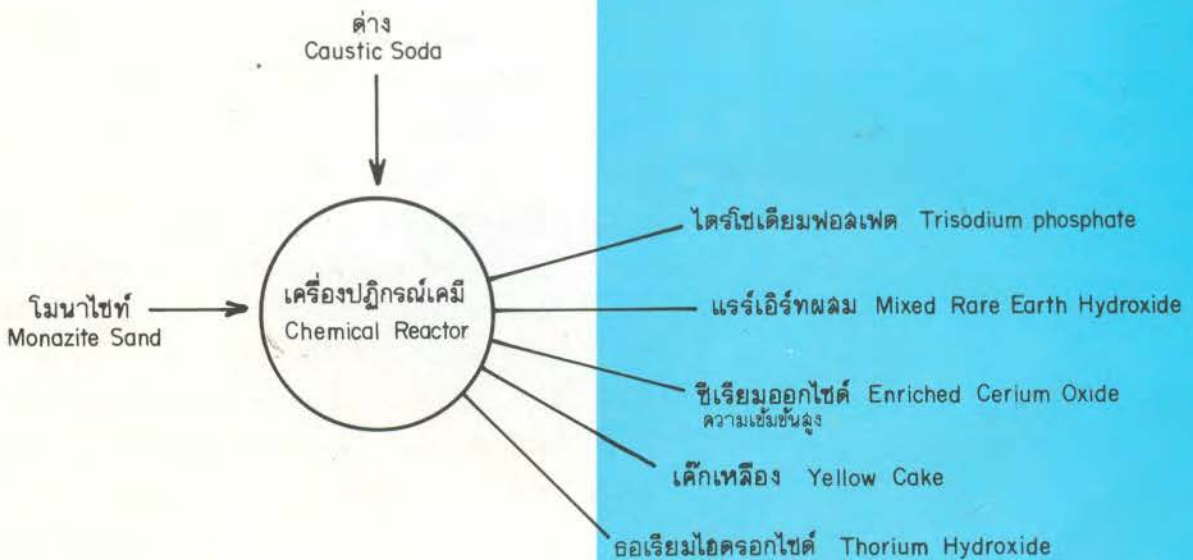 ด่าง
Caustic Soda
ไตรโซเดียมฟอสเฟต Trisodium phosphate
แรร์เอิร์ทผสม Mixed Rare Earth Hydroxide
เครื่องปฏิกรณ์เคมี
Chemical Reactor
โมนาไซท์
Monazite Sand
ซีเรียมออกไซด์ Enriched Cerium Oxide
ความเข้มข้นสูง
เค๊กเหลือง Yellow Cake
ธอเรียมไฮดรอกไซด์ Thorium Hydroxide